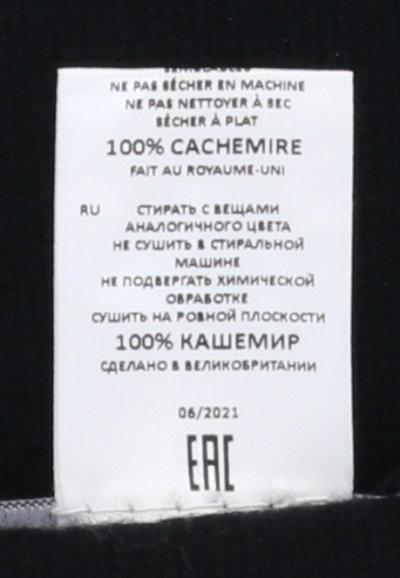 NE PAS SÉCHER EN MACHINE
NE PAS NETTOYER À SEC
SÉCHER À PLAT
100% CACHEMIRE
FAIT AU ROYAUME-UNI
RU СТИРАТЬ С ВЕЩАМИ
АНАЛОГИЧНОГО ЦВЕТА
НЕ СУШИТЬ В СТИРАЛЬНОЙ
МАШИНЕ
НЕ ПОДВЕРГАТЬ ХИМИЧЕСКОЙ
ОБРАБОТКЕ
СУШИТЬ НА РОВНОЙ ПЛОСКОСТИ
100% КАШЕМИР
СДЕЛАНО В ВЕЛИКОБРИТАНИИ
06/2021
EAC